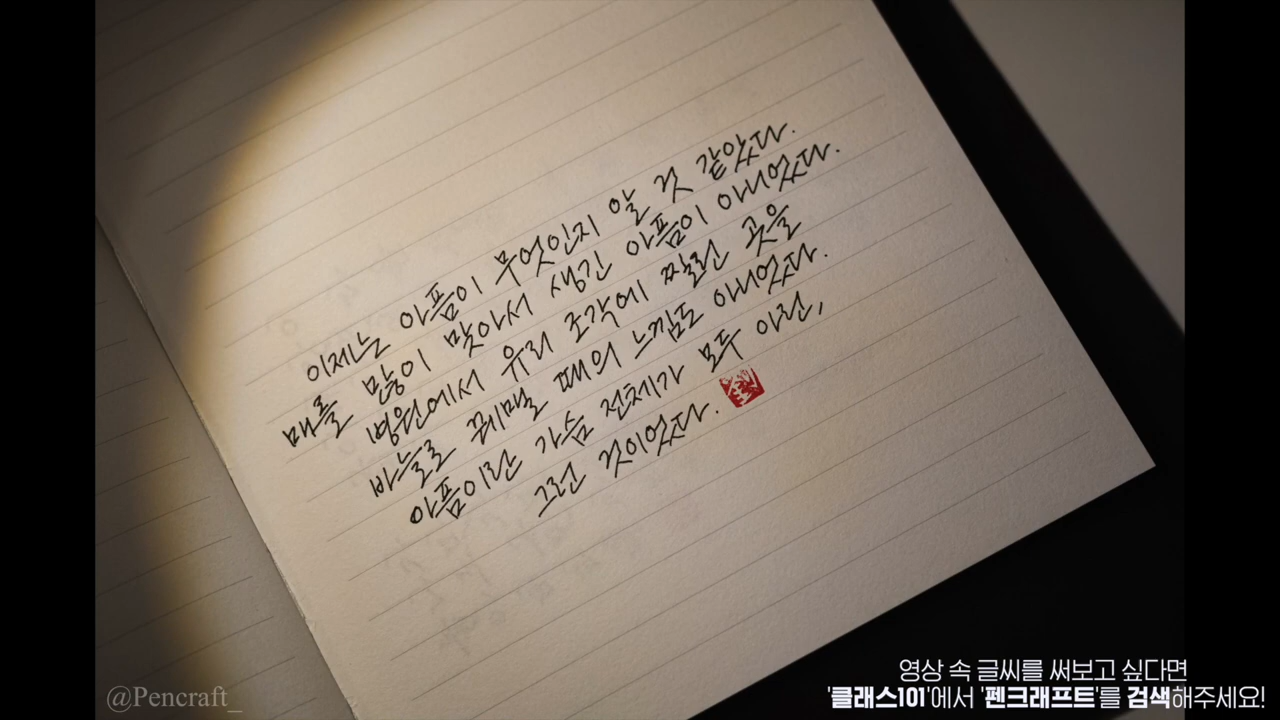 이제는 아픔이 무엇인지 알 것 같았다.
매를 많이 맞아서 생긴 아픔이 아니었다.
병원에서 유리 조각에 찔린 곳을
바늘로 꿰맬 때의 느낌도 아니었다.
아픔이란 가슴 전체가 모두 아린,
그런 것이었다.
@Pencraft_
영상 속 글씨를 써보고 싶다면
'클래스101'에서 '펜크래프트'를 검색해주세요!